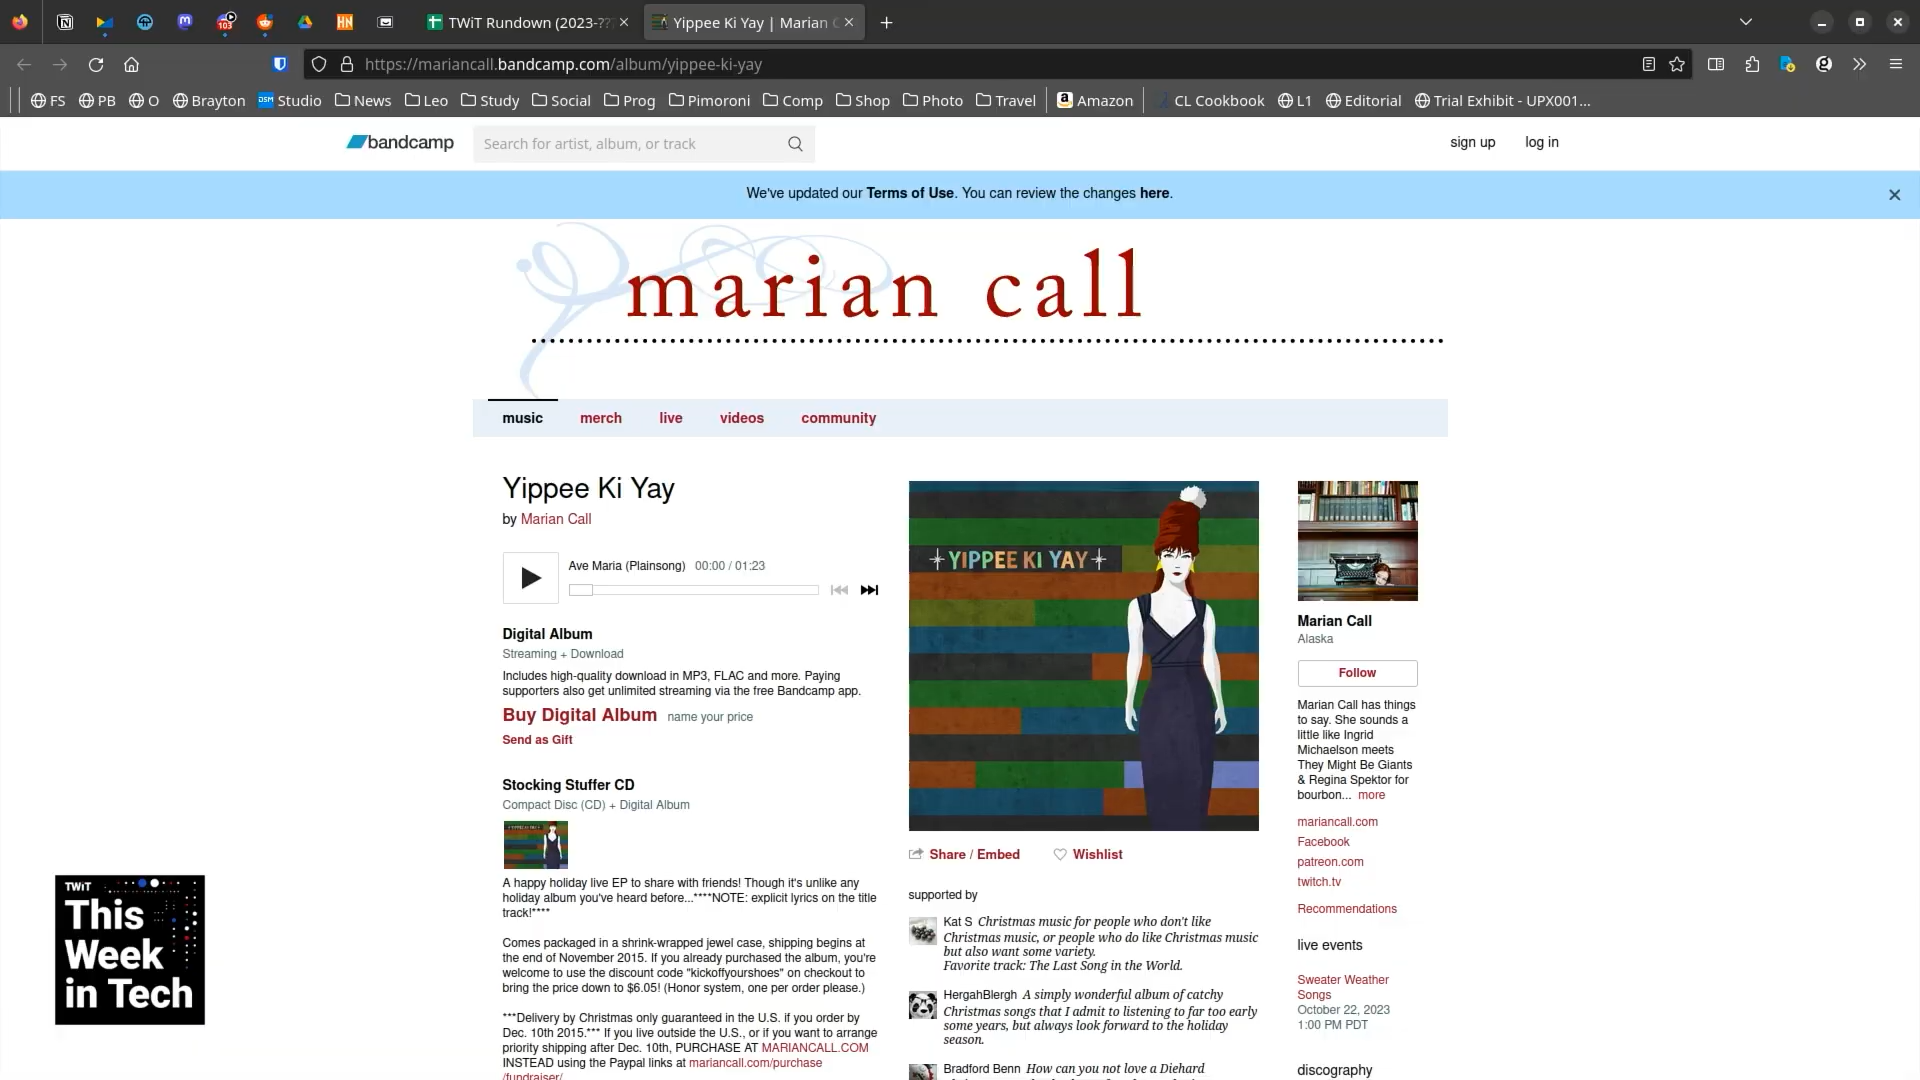 TWiT Rundown (2023-??
Yippee Ki Yay | Marian C
103
HN
https://mariancall.bandcamp.com/album/yippee-ki-yay
FS PB O Brayton Studio News Leo Study Social Prog Pimoroni Comp Shop Photo Travel Amazon CL Cookbook L1 Editorial Trial Exhibit - UPX001...
bandcamp
Search for artist, album, or track
sign up log in
We've updated our Terms of Use. You can review the changes here.
marian call
music merch live videos community
Yippee Ki Yay
by Marian Call
Ave Maria (Plainsong) 00:00 / 01:23
Digital Album
Streaming + Download
Includes high-quality download in MP3, FLAC and more. Paying
supporters also get unlimited streaming via the free Bandcamp app.
Buy Digital Album name your price
Send as Gift
Stocking Stuffer CD
Compact Disc (CD) + Digital Album
A happy holiday live EP to share with friends! Though it's unlike any
holiday album you've heard before...****NOTE: explicit lyrics on the title
track!****
Comes packaged in a shrink-wrapped jewel case, shipping begins at
the end of November 2015. If you already purchased the album, you're
welcome to use the discount code "kickoffyourshoes" on checkout to
bring the price down to $6.05! (Honor system, one per order please.)
***Delivery by Christmas only guaranteed in the U.S. if you order by
Dec. 10th 2015.*** If you live outside the U.S., or if you want to arrange
priority shipping after Dec. 10th, PURCHASE AT MARIANCALL.COM
INSTEAD using the Paypal links at mariancall.com/purchase
/fundraiser/
YIPPEE KI YAY
Share / Embed Wishlist
supported by
Kat S Christmas music for people who don't like
Christmas music, or people who do like Christmas music
but also want some variety.
Favorite track: The Last Song in the World.
HergahBlergh A simply wonderful album of catchy
Christmas songs that I admit to listening to far too early
some years, but always look forward to the holiday
season.
Bradford Benn How can you not love a Diehard
Marian Call
Alaska
Follow
Marian Call has things
to say. She sounds a
little like Ingrid
Michaelson meets
They Might Be Giants
& Regina Spektor for
bourbon... more
mariancall.com
Facebook
patreon.com
twitch.tv
Recommendations
live events
Sweater Weather
Songs
October 22, 2023
1:00 PM PDT
discography
TWiT
This
Week
in Tech